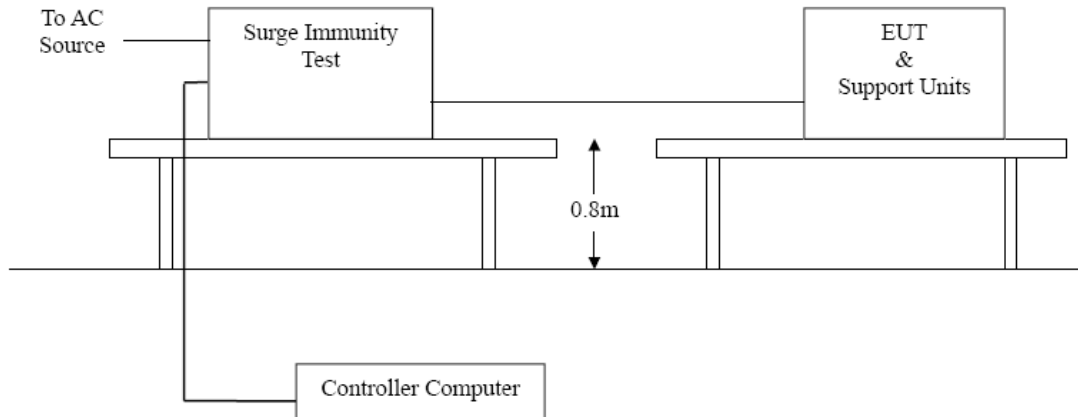 To AC
Source
Surge Immunity
Test
EUT
&
Support Units
0.8m
Controller Computer